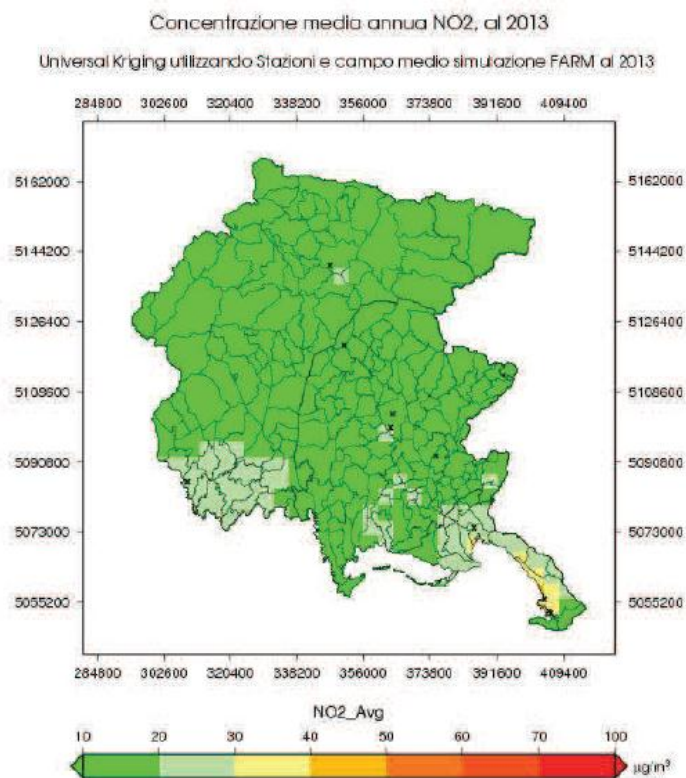 Concentrazione media annua NO2, al 2013
Universal Kriging utilizzando Stazioni e campo medio simulazione FARM al 2013
284800 302600 320400 338200 356000 373800 391600 409400
5162000 5162000
5144200 5144200
5126400 5126400
5109600 5108600
5090800 5090800
5073000 5073000
5055200 5055200
284800 302600 320400 338200 356000 373800 391600 409400
NO2_Avg
10 20 30 40 50 60 70 100
µg/m³